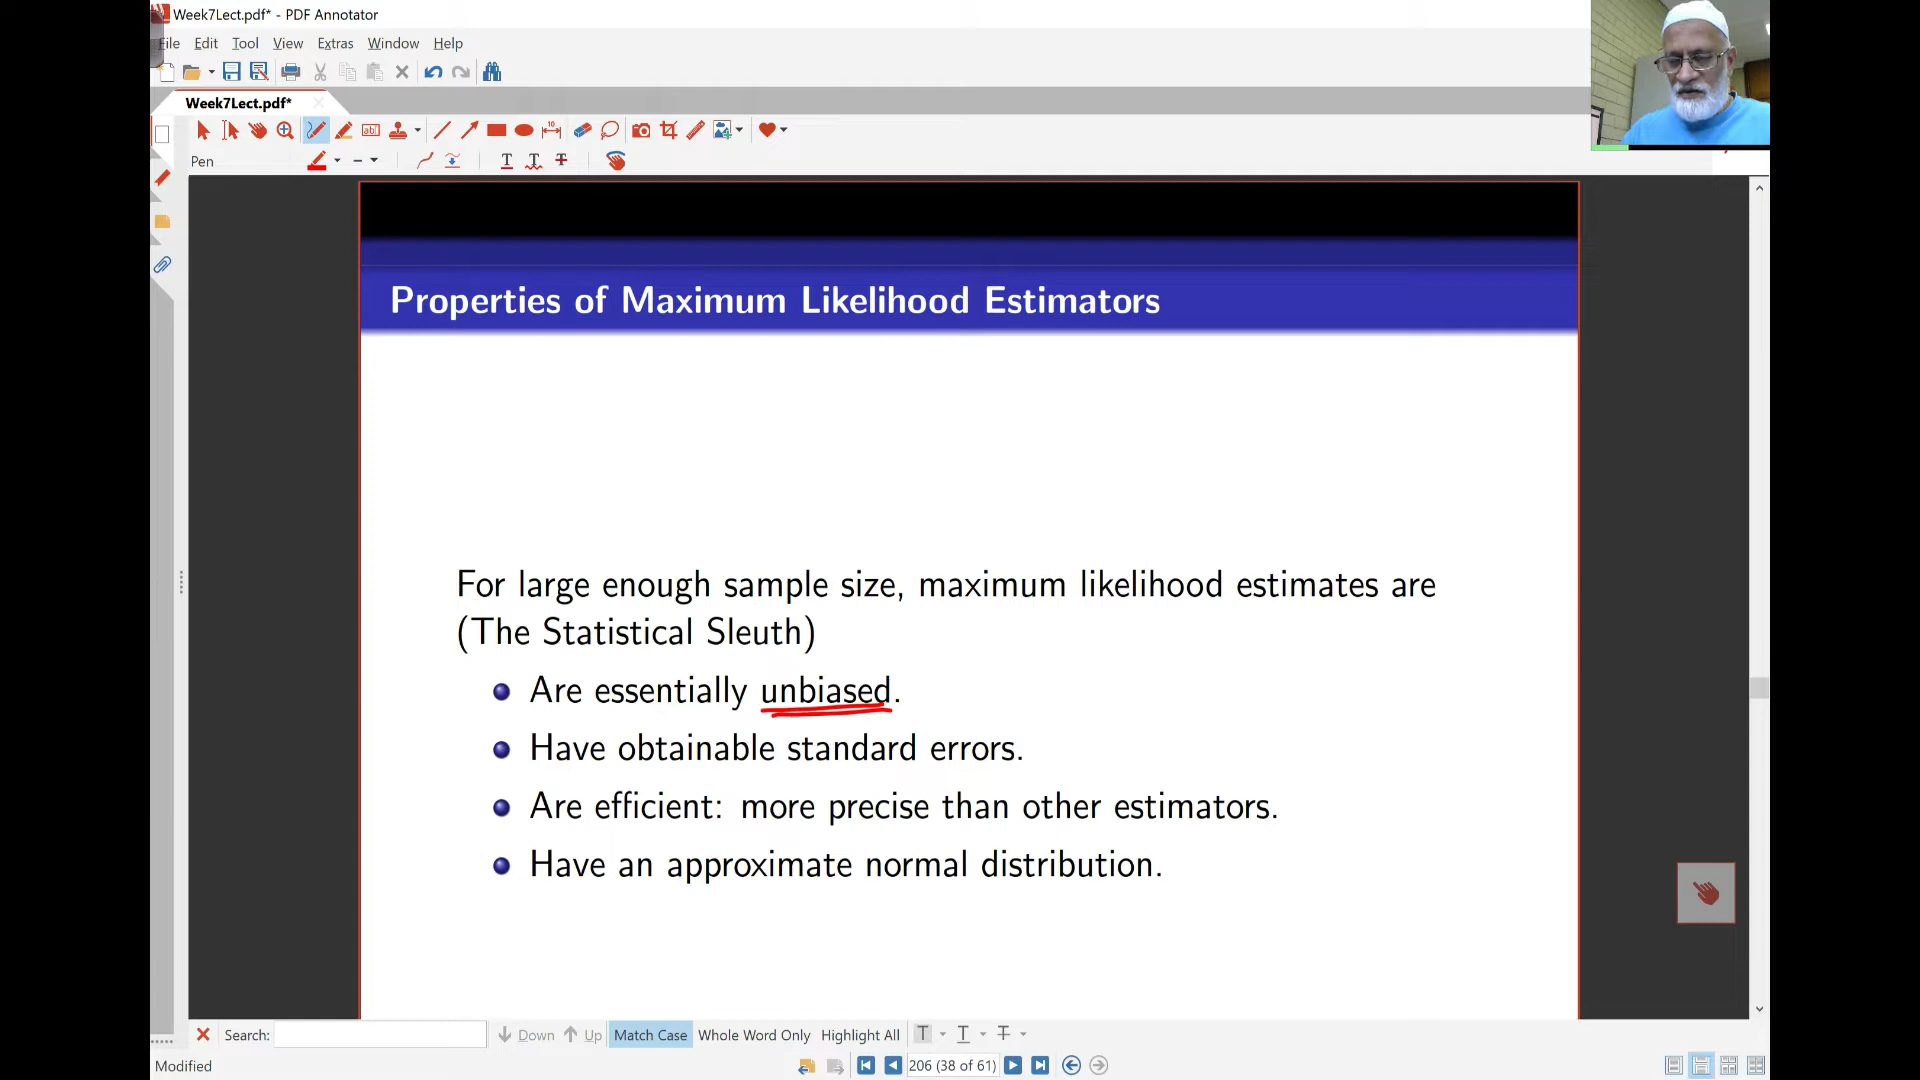 Week7Lect.pdf* - PDF Annotator
File Edit Tool View Extras Window Help
Week7Lect.pdf*
Pen
Properties of Maximum Likelihood Estimators
For large enough sample size, maximum likelihood estimates are
(The Statistical Sleuth)
Are essentially unbiased.
Have obtainable standard errors.
Are efficient: more precise than other estimators.
Have an approximate normal distribution.
Search: Down Up Match Case Whole Word Only Highlight All T T T
Modified 206 (38 of 61)